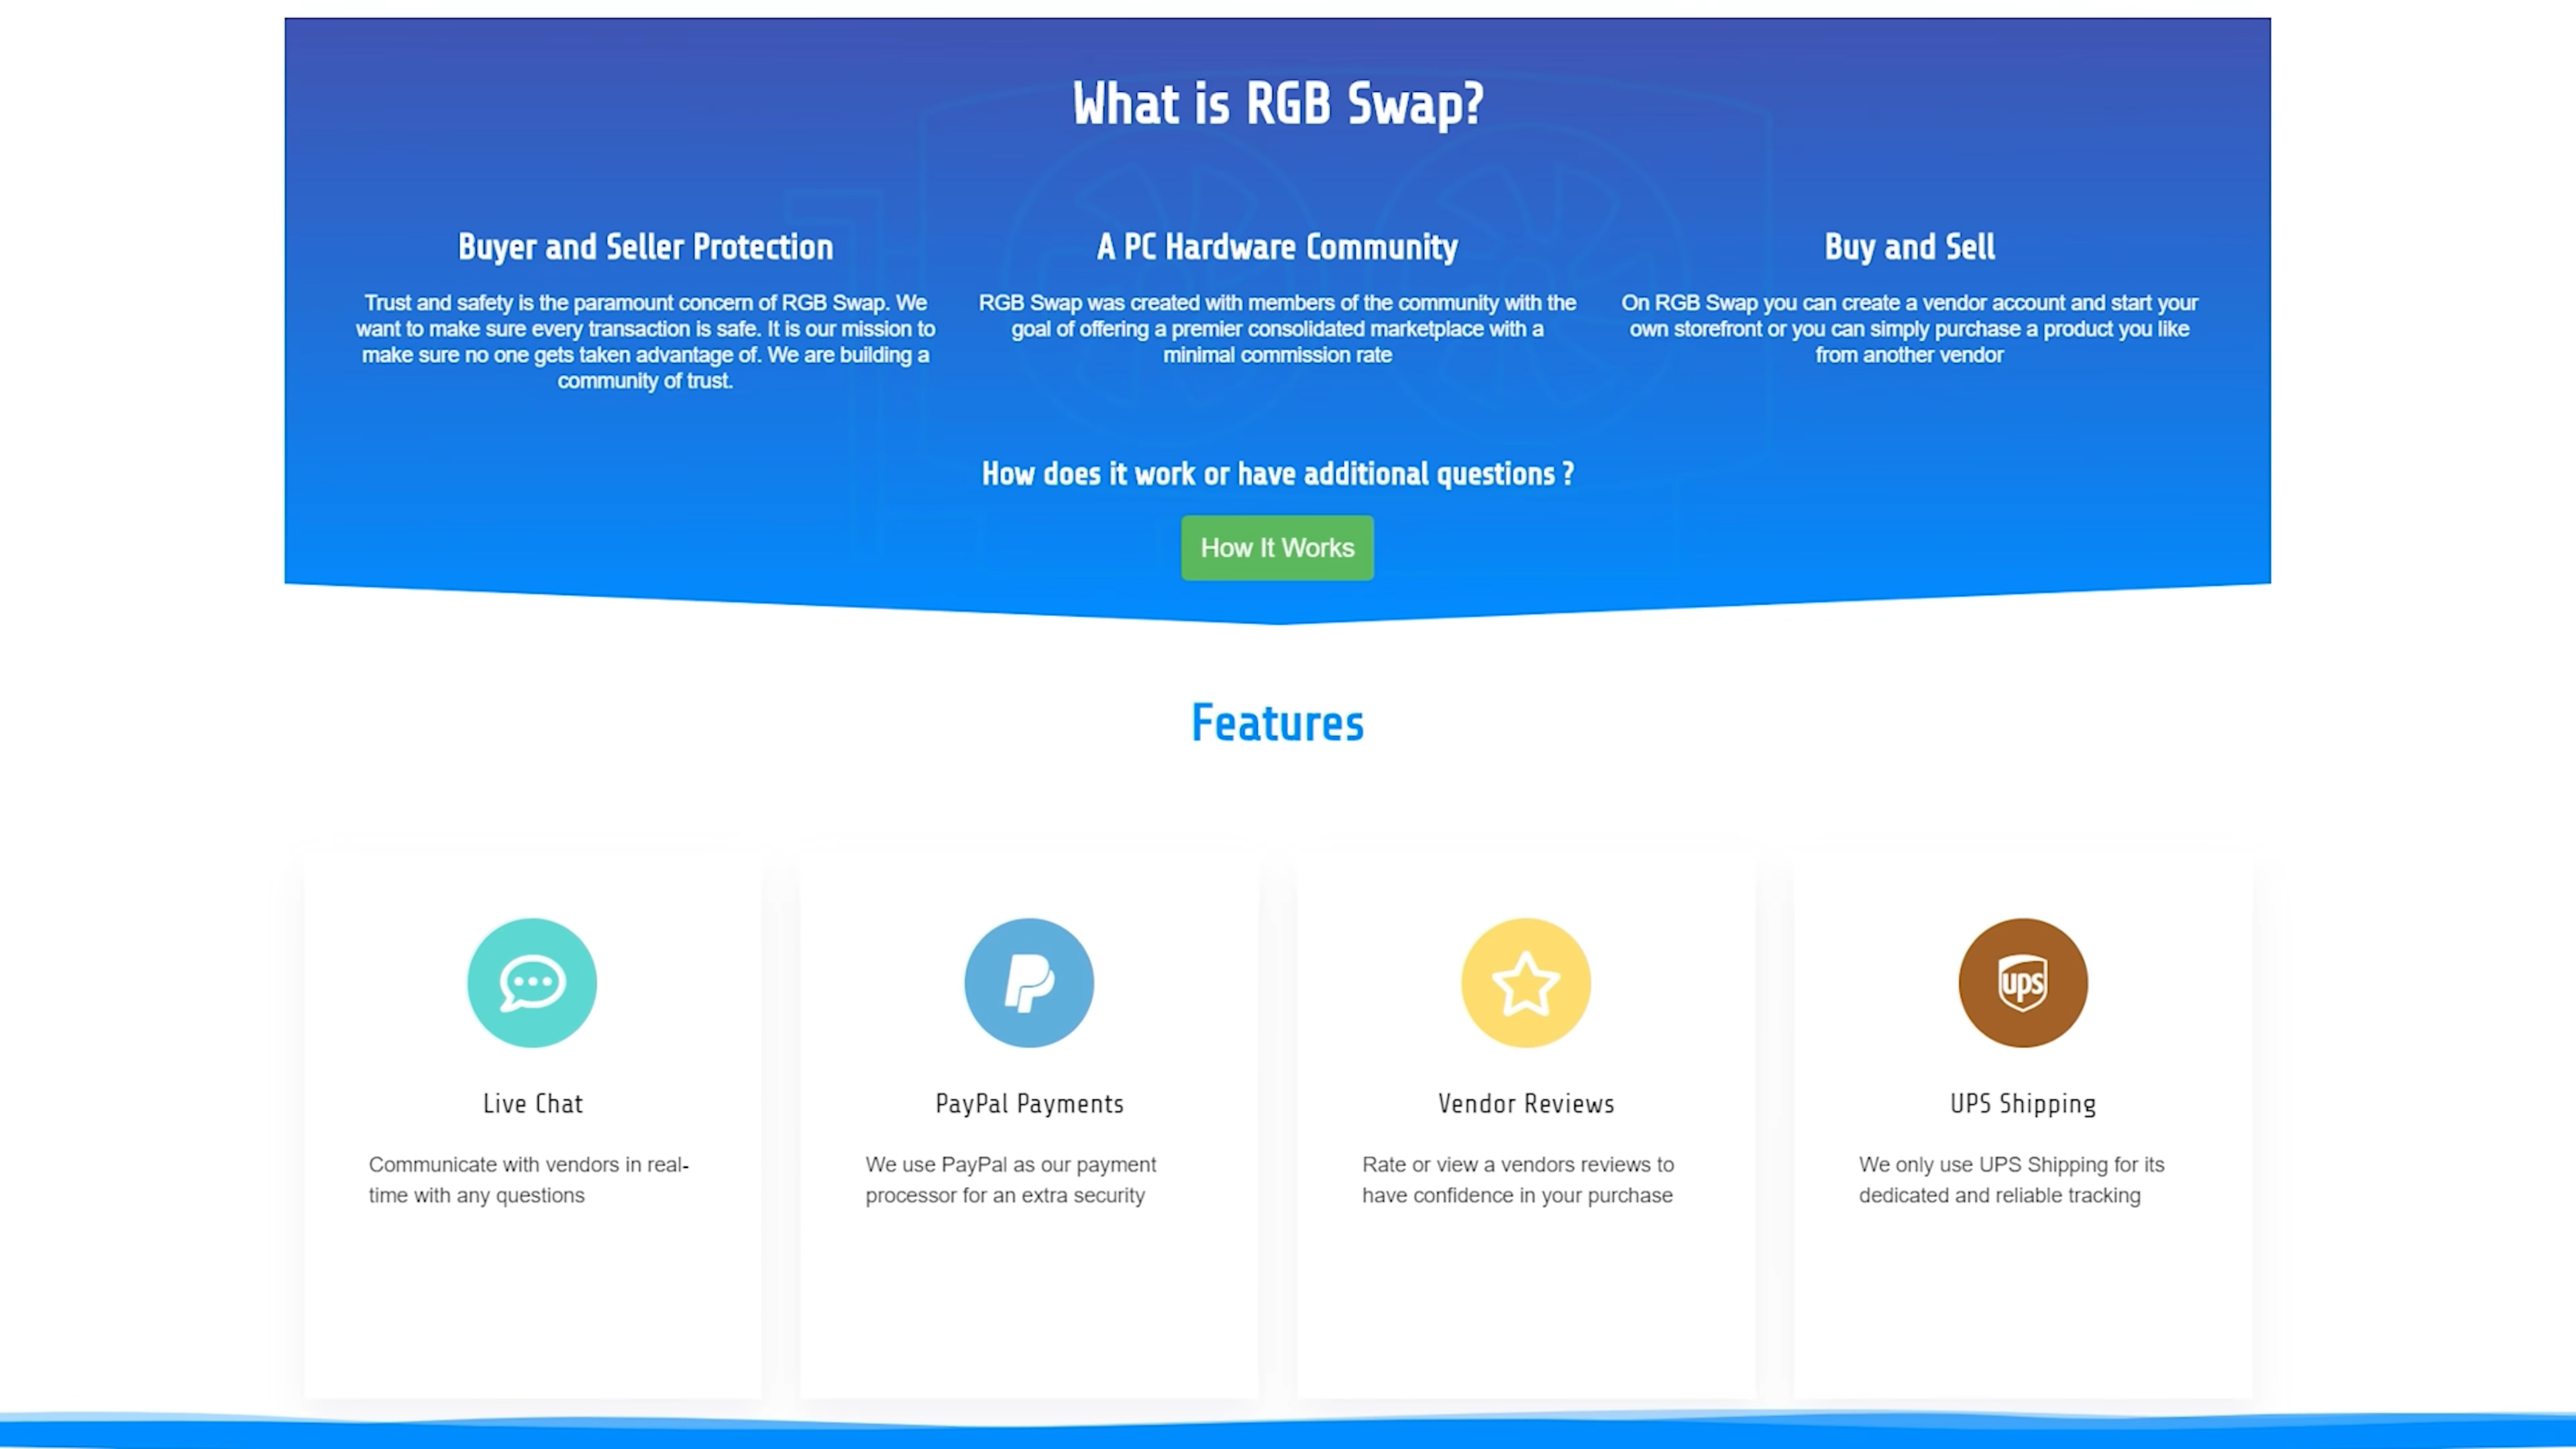 What is RGB Swap?
Buyer and Seller Protection
Trust and safety is the paramount concern of RGB Swap. We
want to make sure every transaction is safe. It is our mission to
make sure no one gets taken advantage of. We are building a
community of trust.
A PC Hardware Community
RGB Swap was created with members of the community with the
goal of offering a premier consolidated marketplace with a
minimal commission rate
Buy and Sell
On RGB Swap you can create a vendor account and start your
own storefront or you can simply purchase a product you like
from another vendor
How does it work or have additional questions ?
How It Works
Features
Live Chat
Communicate with vendors in real-
time with any questions
PayPal Payments
We use PayPal as our payment
processor for an extra security
Vendor Reviews
Rate or view a vendors reviews to
have confidence in your purchase
ups
UPS Shipping
We only use UPS Shipping for its
dedicated and reliable tracking